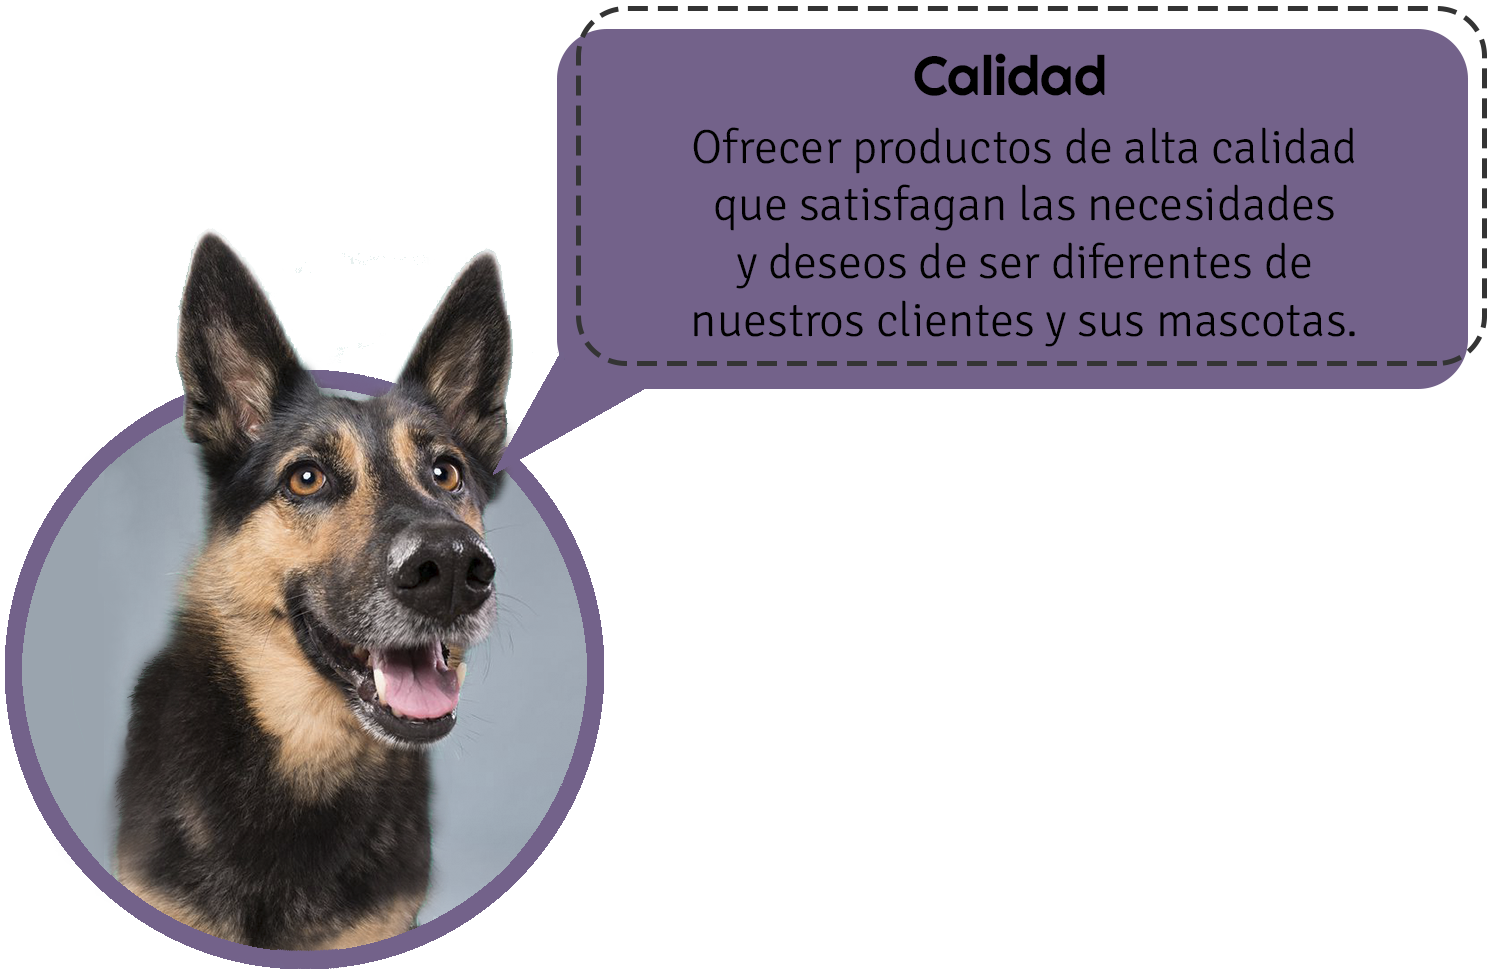 Calidad
Ofrecer productos de alta calidad
que satisfagan las necesidades
y deseos de ser diferentes de
nuestros clientes y sus mascotas.